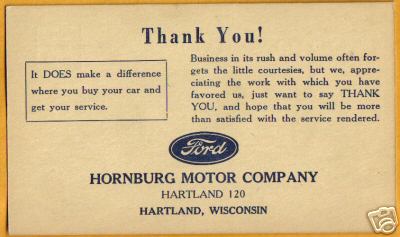 Thank You!
It DOES make a difference
where you buy your car and
get your service.
Business in its rush and volume often for-
gets the little courtesies, but we, appre-
ciating the work with which you have
favored us, just want to say THANK
YOU, and hope that you will be more
than satisfied with the service rendered.
Ford
HORNBURG MOTOR COMPANY
HARTLAND 120
HARTLAND, WISCONSIN